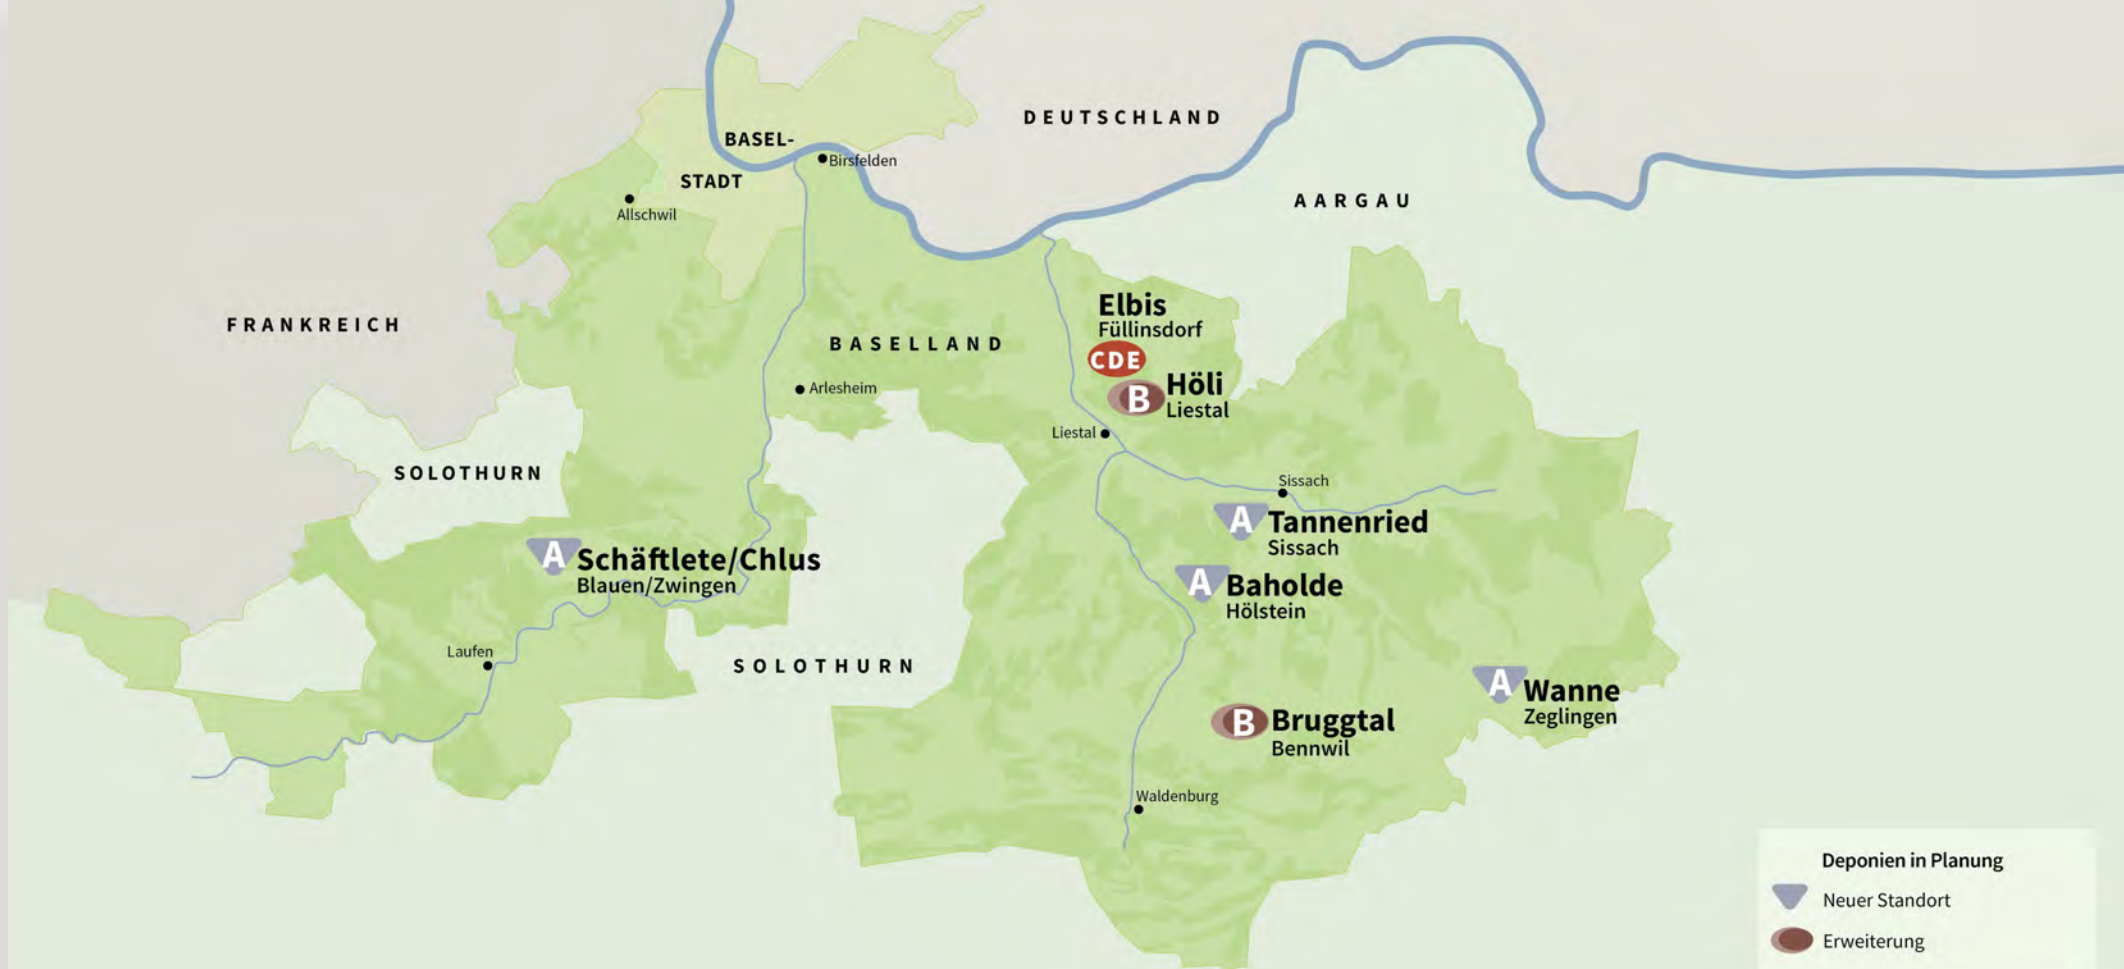 DEUTSCHLAND
BASEL-
STADT
Birsfelden
Allschwil
AARGAU
FRANKREICH
BASELLAND
Elbis
Füllinsdorf
CDE
B
Höli
Liestal
Arlesheim
Liestal
SOLOTHURN
Sissach
A
Tannenried
Sissach
A
Schäftlete/Chlus
Blauen/Zwingen
A
Baholde
Hölstein
Laufen
SOLOTHURN
A
Wanne
Zeglingen
B
Bruggtal
Bennwil
Waldenburg
Deponien in Planung
Neuer Standort
Erweiterung